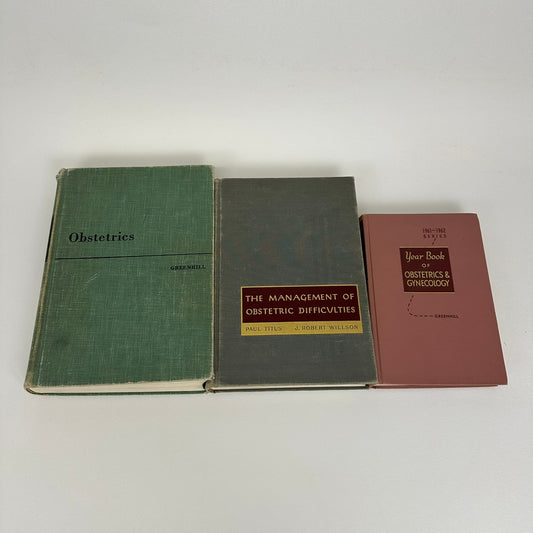 Obstetrics
GREENHILL
THE MANAGEMENT OF
OBSTETRIC DIFFICULTIES
PAUL TITUS J. ROBERT WILLSON
1961-1962
SERIES
Year Book
OF
OBSTETRICS &
GYNECOLOGY
GREENHILL